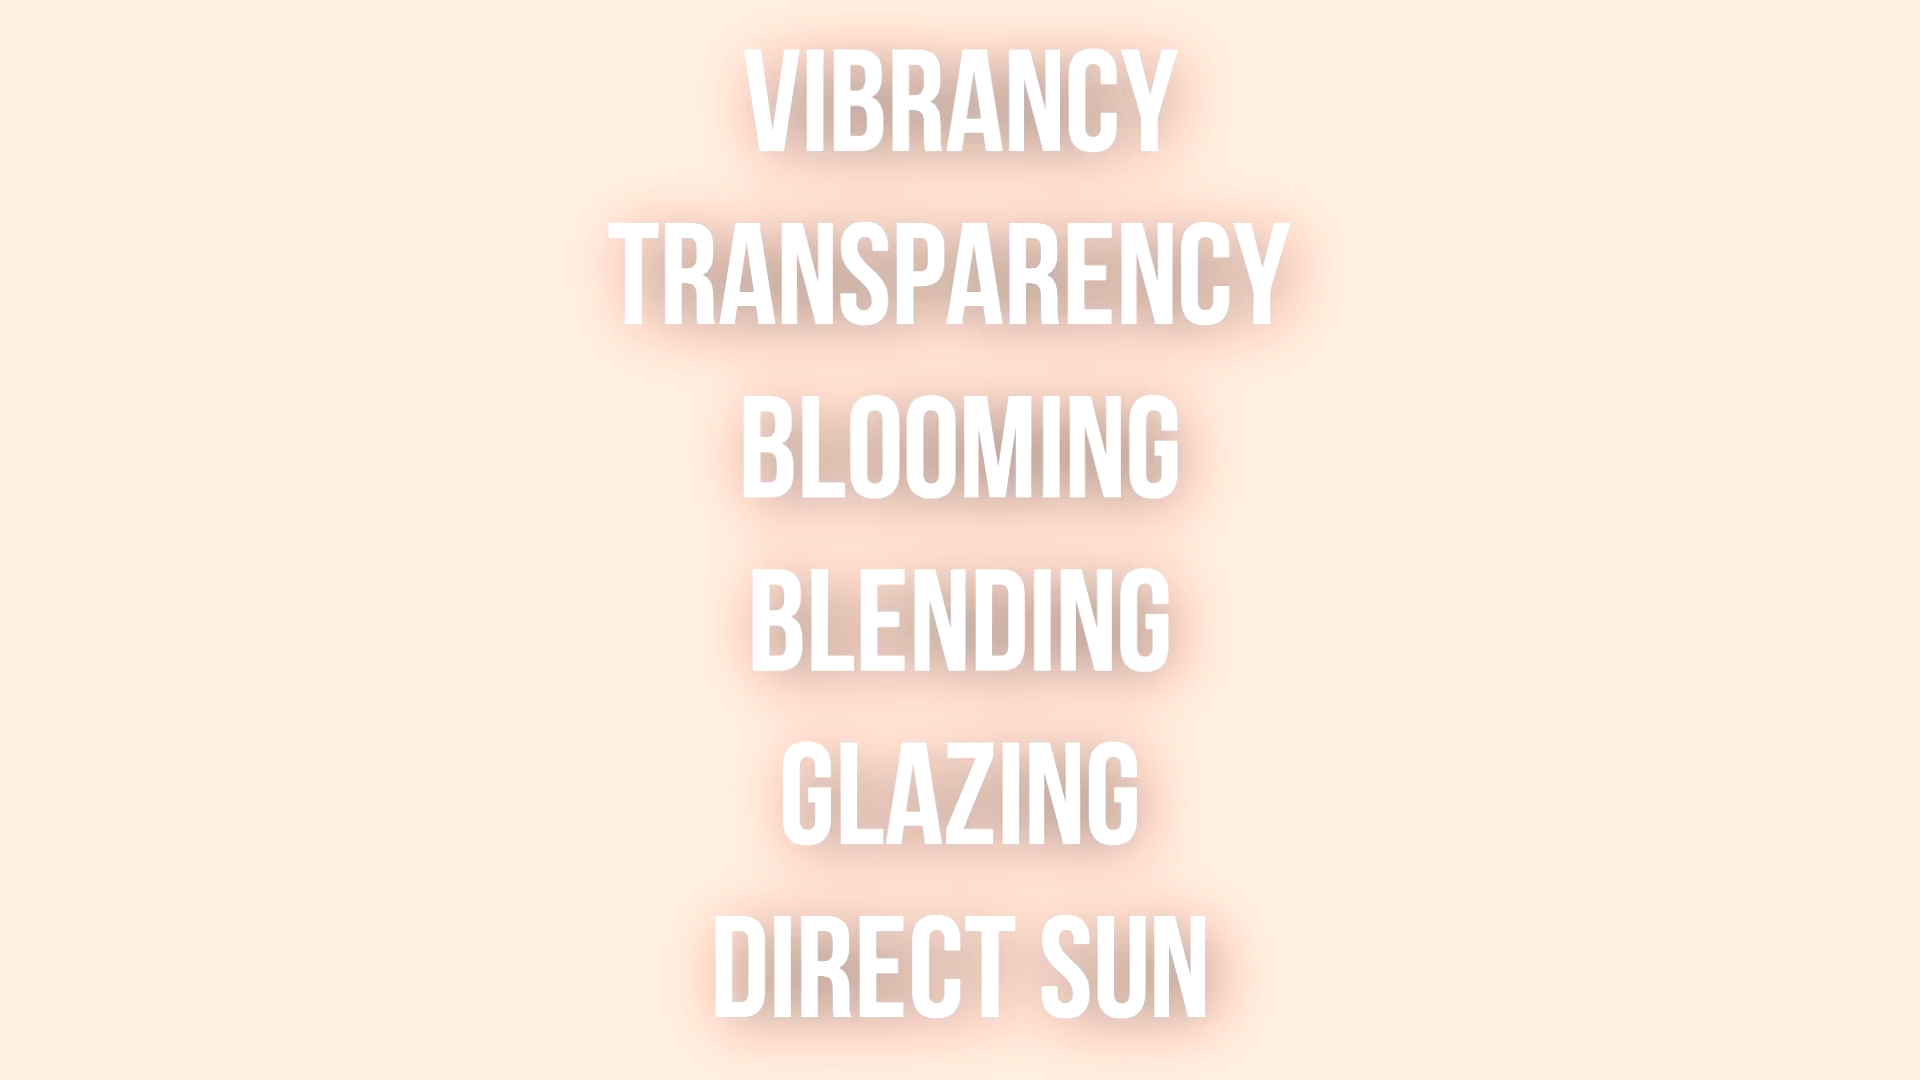 VIBRANCY
TRANSPARENCY
BLOOMING
BLENDING
GLAZING
DIRECT SUN